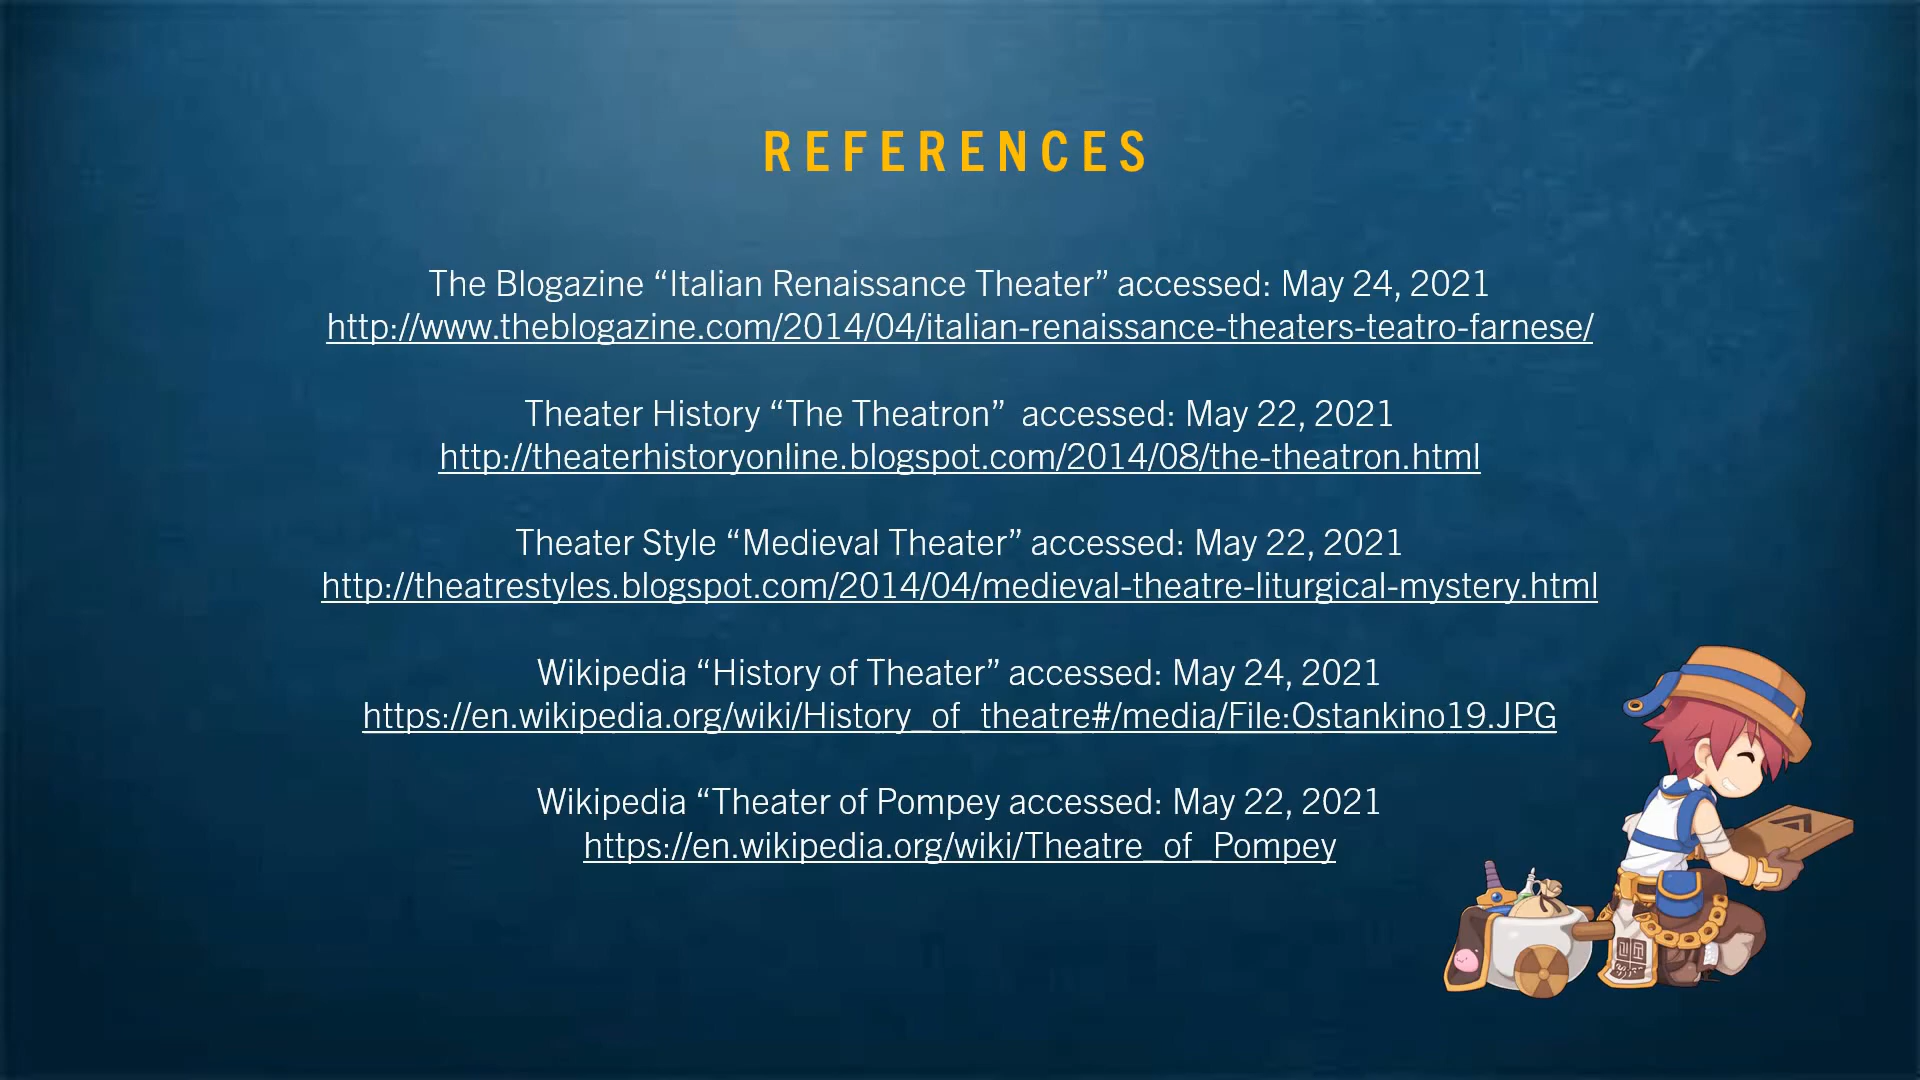 REFERENCES
The Blogazine “Italian Renaissance Theater” accessed: May 24, 2021
http://www.theblogazine.com/2014/04/italian-renaissance-theaters-teatro-farnese/
Theater History “The Theatron”  accessed: May 22, 2021
http://theaterhistoryonline.blogspot.com/2014/08/the-theatron.html
Theater Style “Medieval Theater” accessed: May 22, 2021
http://theatrestyles.blogspot.com/2014/04/medieval-theatre-liturgical-mystery.html
Wikipedia “History of Theater” accessed: May 24, 2021
https://en.wikipedia.org/wiki/History_of_theatre#/media/File:Ostankino19.JPG
Wikipedia “Theater of Pompey accessed: May 22, 2021
https://en.wikipedia.org/wiki/Theatre_of_Pompey